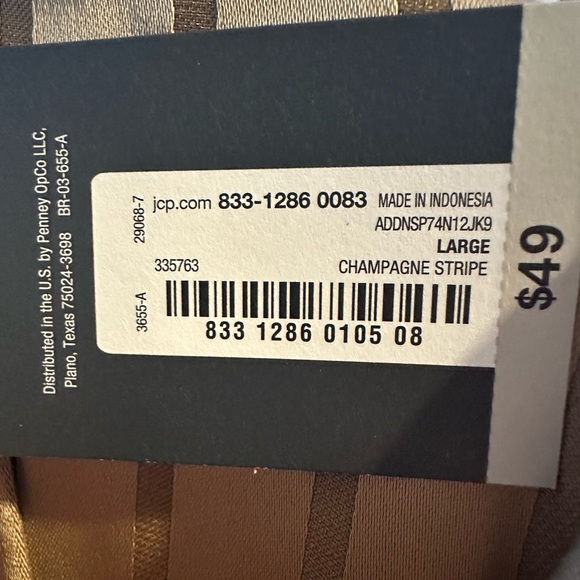 Distributed in the U.S. by Penney OpCo LLC,
Plano, Texas 75024-3698 BR-03-655-A
29068-7
3655-A
jcp.com 833-1286 0083 MADE IN INDONESIA
ADDNSP74N12JK9
LARGE
335763 CHAMPAGNE STRIPE
833 1286 0105 08
$49